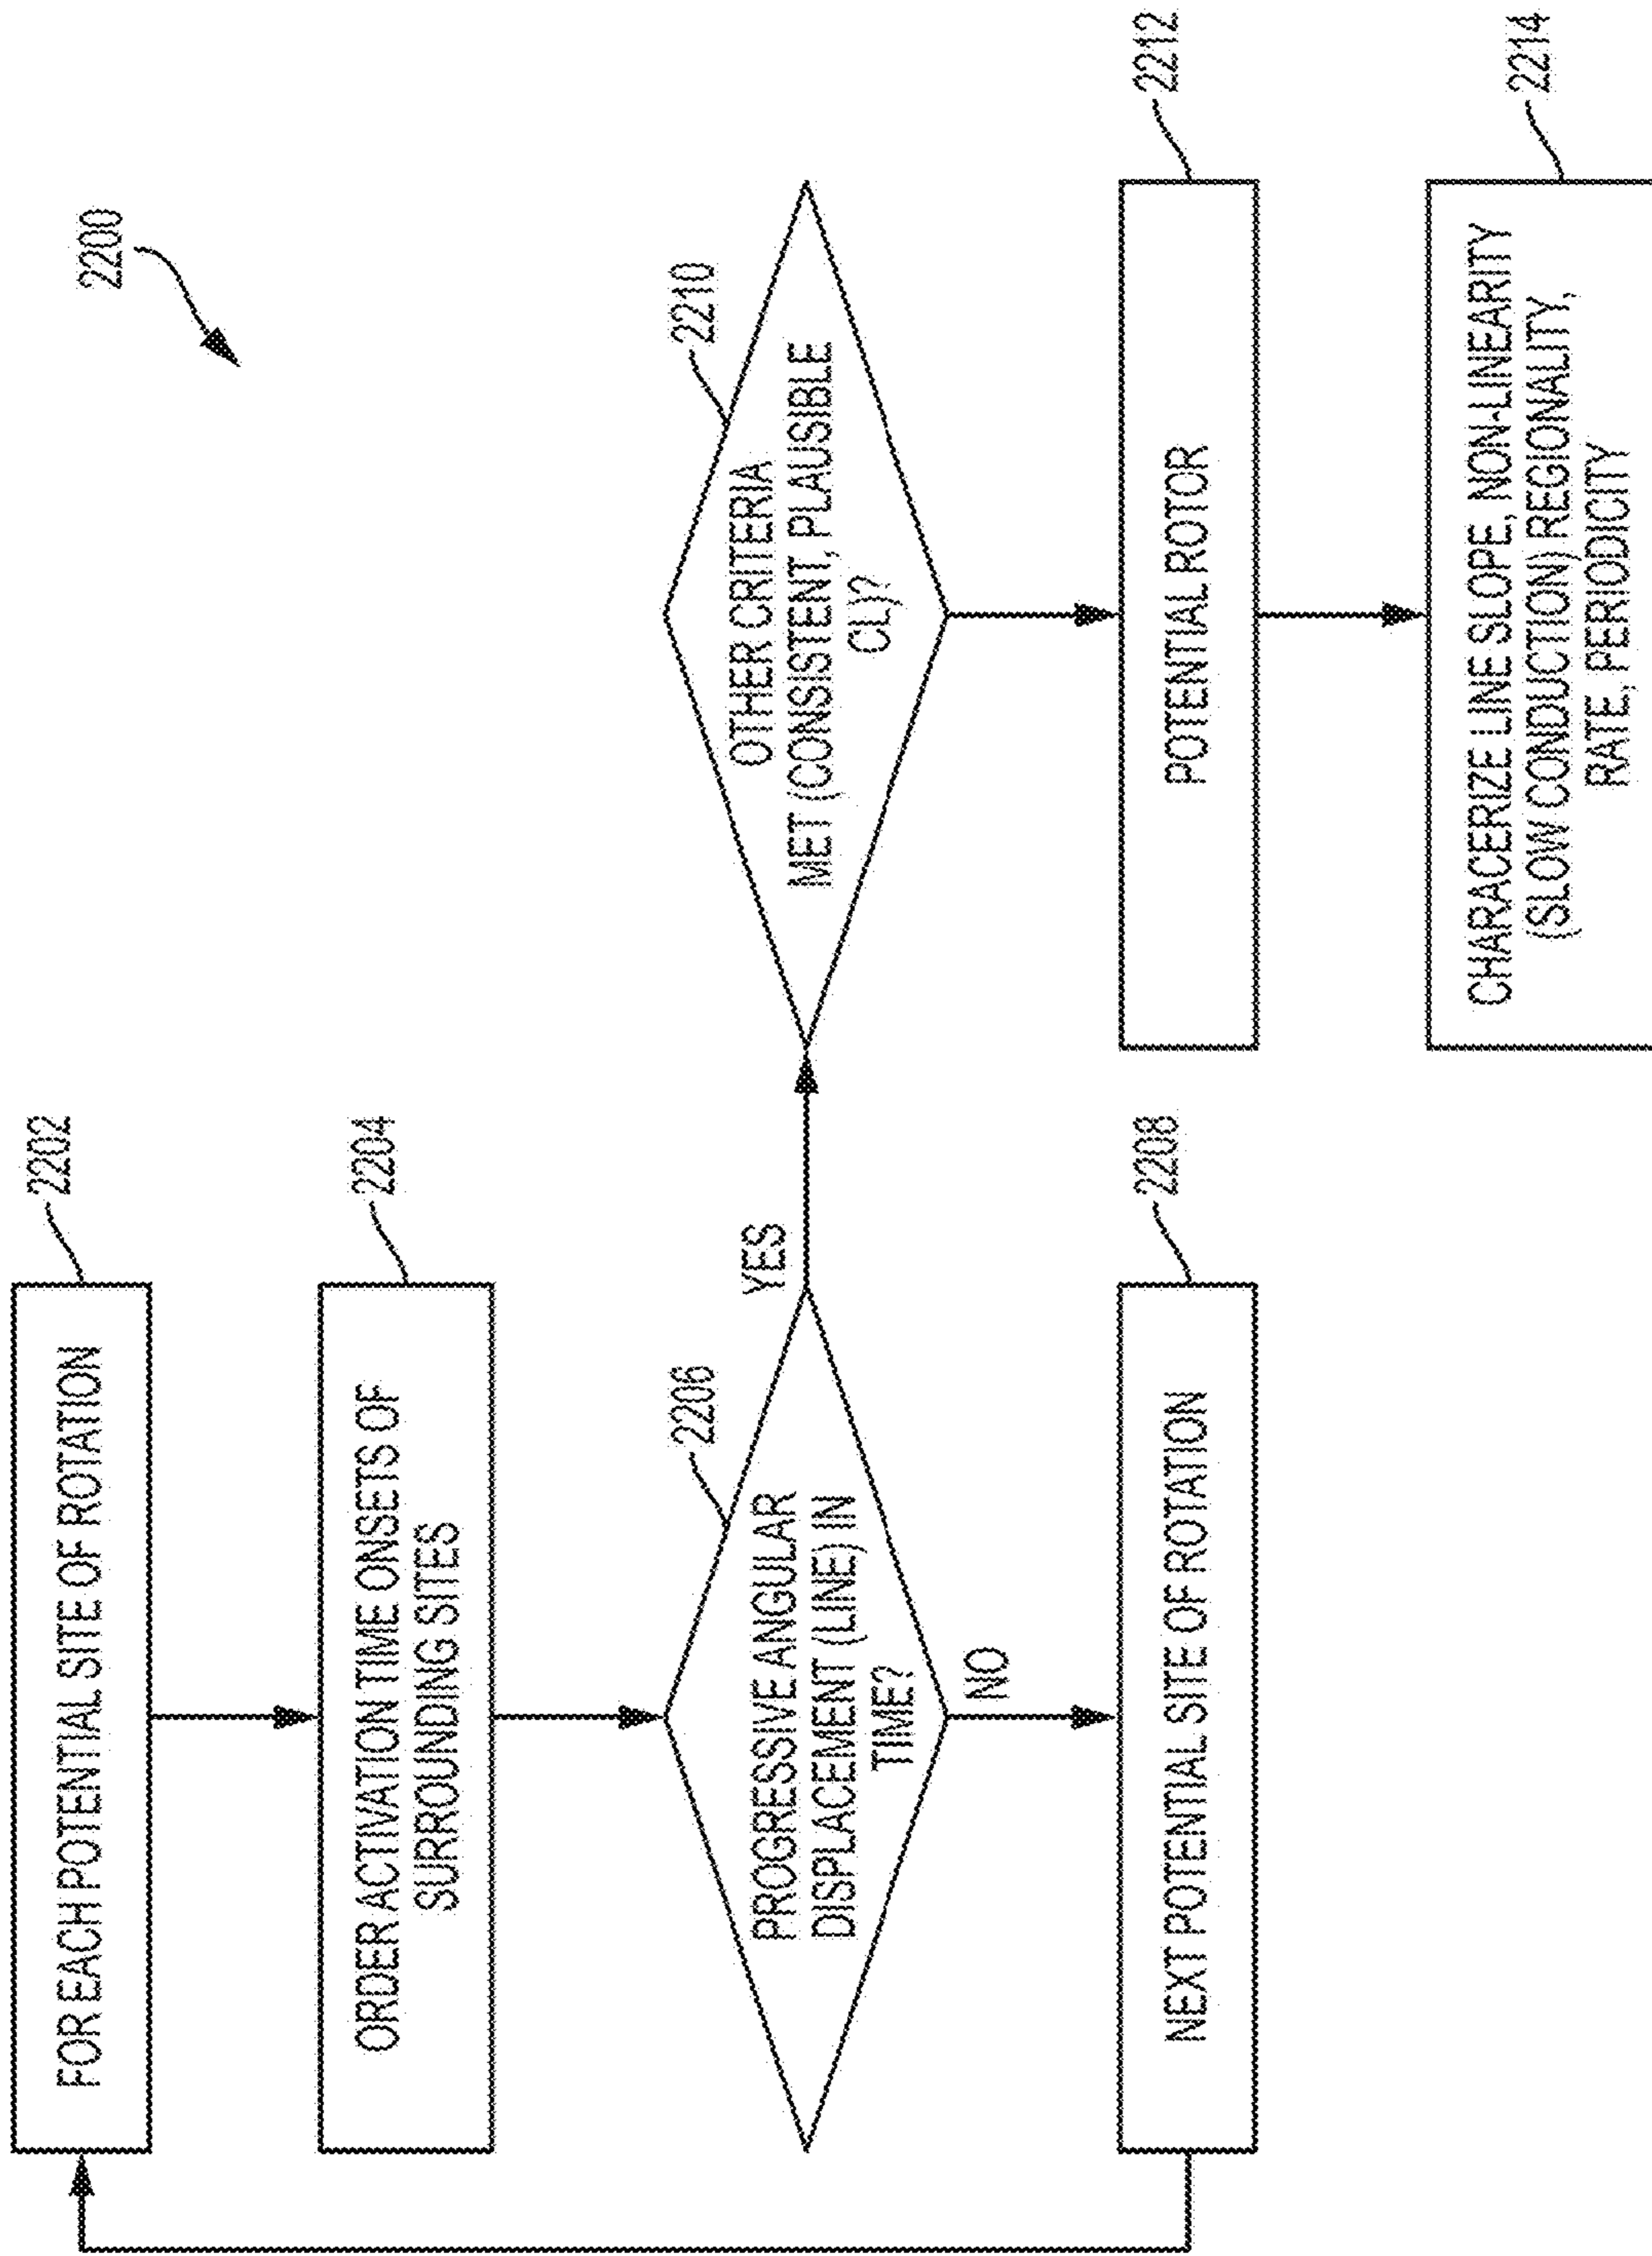 2200
2202
FOR EACH POTENTIAL SITE OF ROTATION
2204
ORDER ACTIVATION TIME ONSETS OF
SURROUNDING SITES
2206
PROGRESSIVE ANGULAR
DISPLACEMENT (LINE) IN
TIME?
YES
NO
2208
NEXT POTENTIAL SITE OF ROTATION
2210
OTHER CRITERIA
MET (CONSISTENT, PLAUSIBLE
CL)?
2212
POTENTIAL ROTOR
2214
CHARACERIZE LINE SLOPE, NON-LINEARITY
(SLOW CONDUCTION) REGIONALITY,
RATE, PERIODICITY